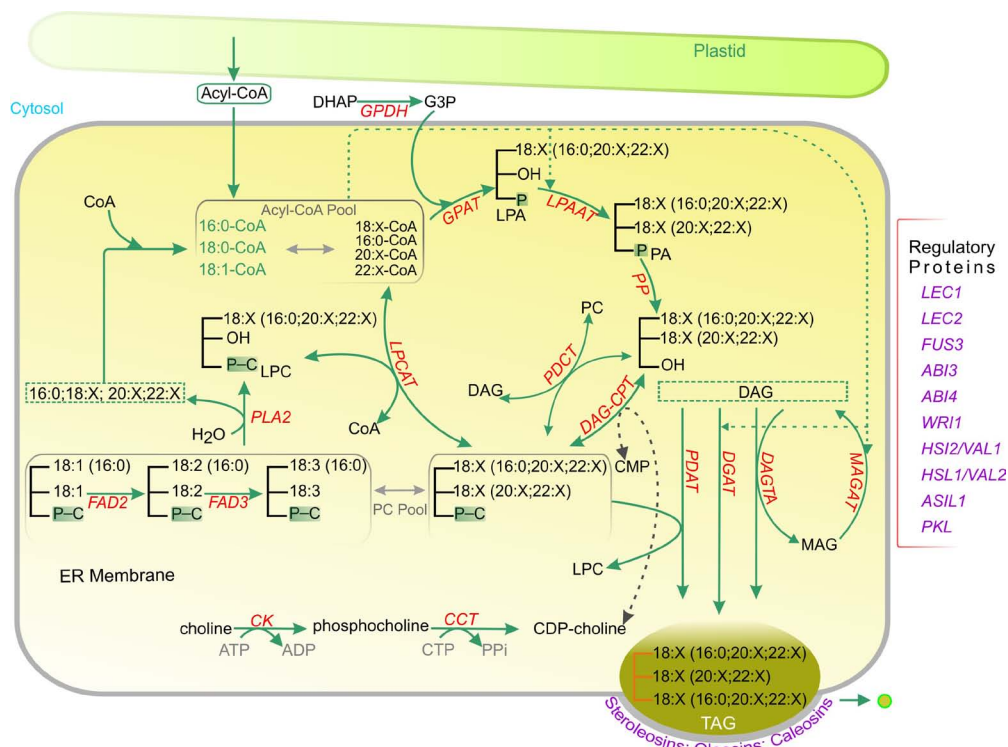 Plastid
Acyl-CoA
Cytosol
DHAP
GPDH
G3P
18:X (16:0;20:X;22:X)
OH
P
LPA
GPAT
LPAAT
18:X (16:0;20:X;22:X)
18:X (20:X;22:X)
P PA
PP
CoA
Acyl-CoA Pool
16:0-CoA
18:0-CoA
18:1-CoA
18:X-CoA
16:0-CoA
20:X-CoA
22:X-CoA
18:X (16:0;20:X;22:X)
OH
P–C LPC
LPCAT
CoA
PC
PDCT
DAG
DAG-CPT
18:X (16:0;20:X;22:X)
18:X (20:X;22:X)
OH
DAG
16:0;18:X; 20:X;22:X
PLA2
H2O
18:1 (16:0)
18:1
P–C
FAD2
18:2 (16:0)
18:2
P–C
FAD3
18:3 (16:0)
18:3
P–C
PC Pool
18:X (16:0;20:X;22:X)
18:X (20:X;22:X)
P–C
CMP
LPC
PDAT
DGAT
DAGTA
MAGAT
MAG
ER Membrane
choline
CK
ATP
ADP
phosphocholine
CCT
CTP
PPi
CDP-choline
18:X (16:0;20:X;22:X)
18:X (20:X;22:X)
18:X (16:0;20:X;22:X)
TAG
Steroleosins; Oleosins; Caleosins
Regulatory
Proteins
LEC1
LEC2
FUS3
ABI3
ABI4
WRI1
HSI2/VAL1
HSL1/VAL2
ASIL1
PKL